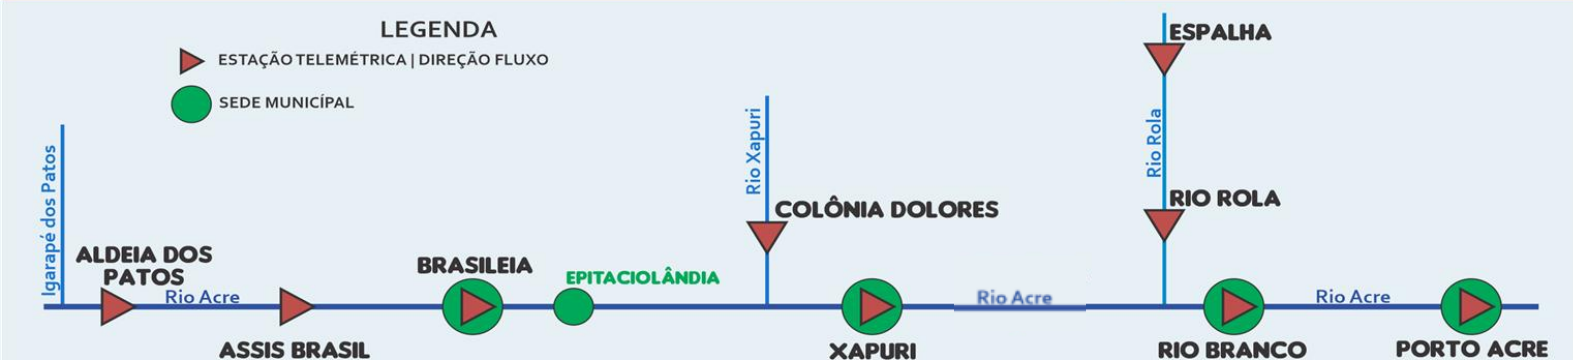 LEGENDA
ESTAÇÃO TELEMÉTRICA | DIREÇÃO FLUXO
SEDE MUNICÍPAL
Igarapé dos Patos
ALDEIA DOS
PATOS
Rio Acre
ASSIS BRASIL
BRASILEIA
EPITACIOLÂNDIA
Rio Xapuri
COLÔNIA DOLORES
XAPURI
Rio Acre
ESPALHA
Rio Rola
RIO ROLA
RIO BRANCO
Rio Acre
PORTO ACRE